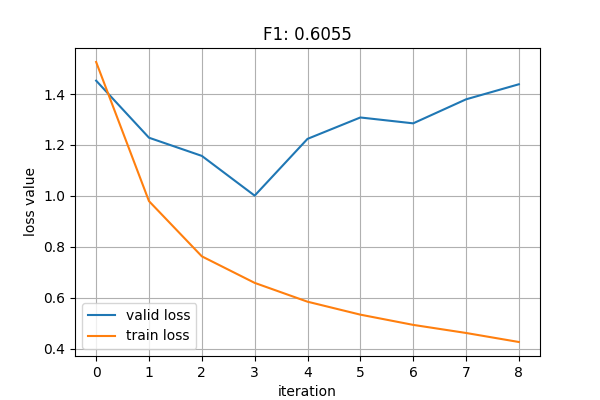 F1: 0.6055
loss value
1.4
1.2
1.0
0.8
0.6
0.4
valid loss
train loss
0 1 2 3 4 5 6 7 8
iteration